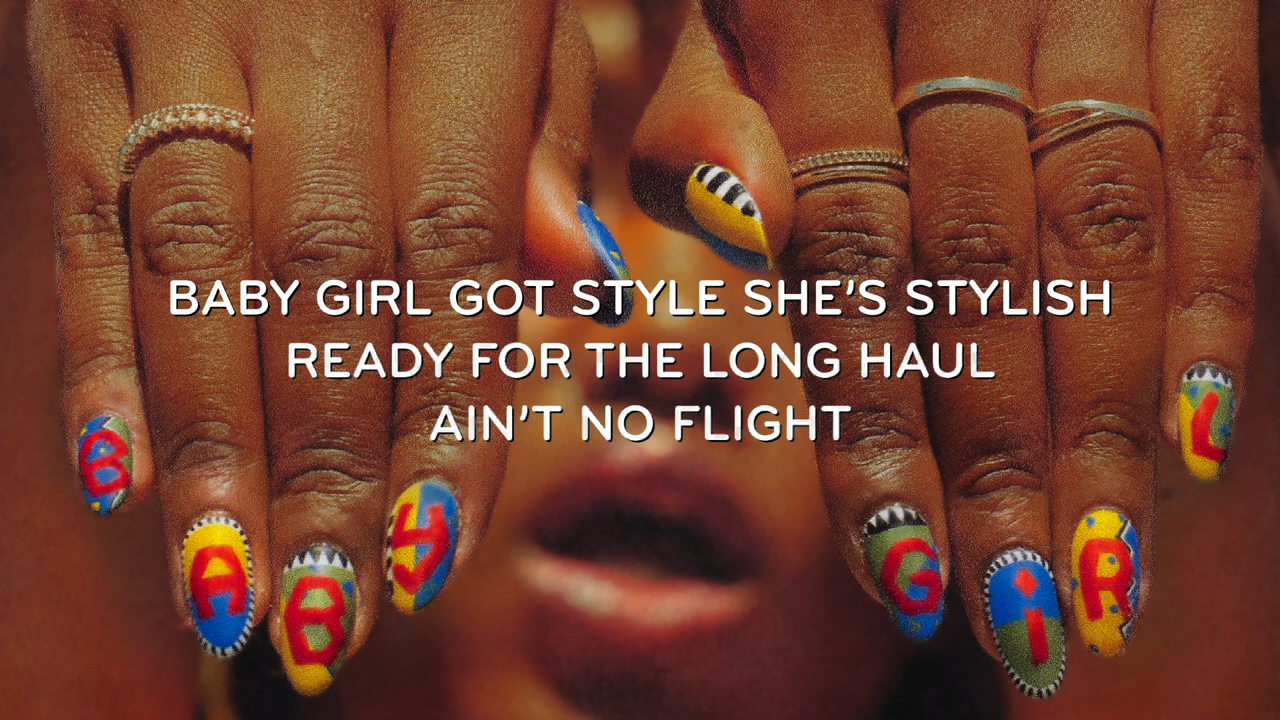 BABY GIRL GOT STYLE SHE'S STYLISH
READY FOR THE LONG HAUL
AIN'T NO FLIGHT
BABY GIRL